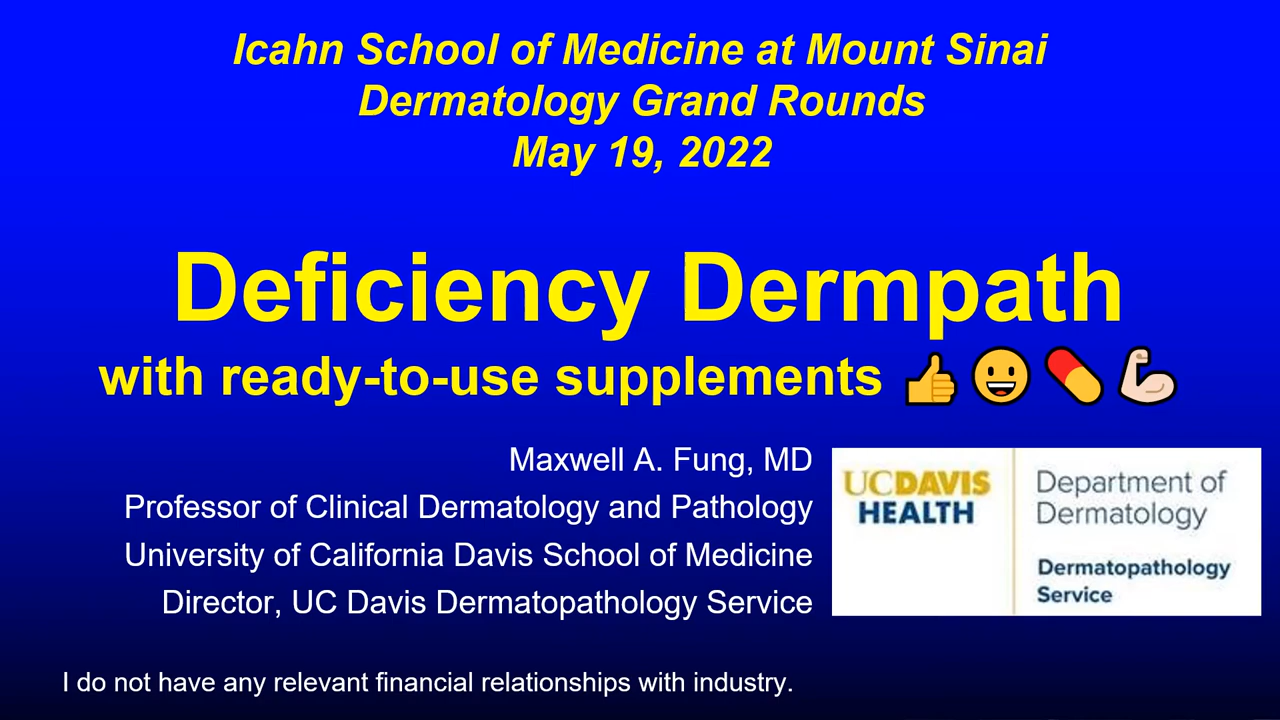 Icahn School of Medicine at Mount Sinai
Dermatology Grand Rounds
May 19, 2022
Deficiency Dermpath
with ready-to-use supplements 👍 😀 💊 💪🏻
Maxwell A. Fung, MD
Professor of Clinical Dermatology and Pathology
University of California Davis School of Medicine
Director, UC Davis Dermatopathology Service
UCDAVIS
HEALTH
Department of
Dermatology
Dermatopathology
Service
I do not have any relevant financial relationships with industry.